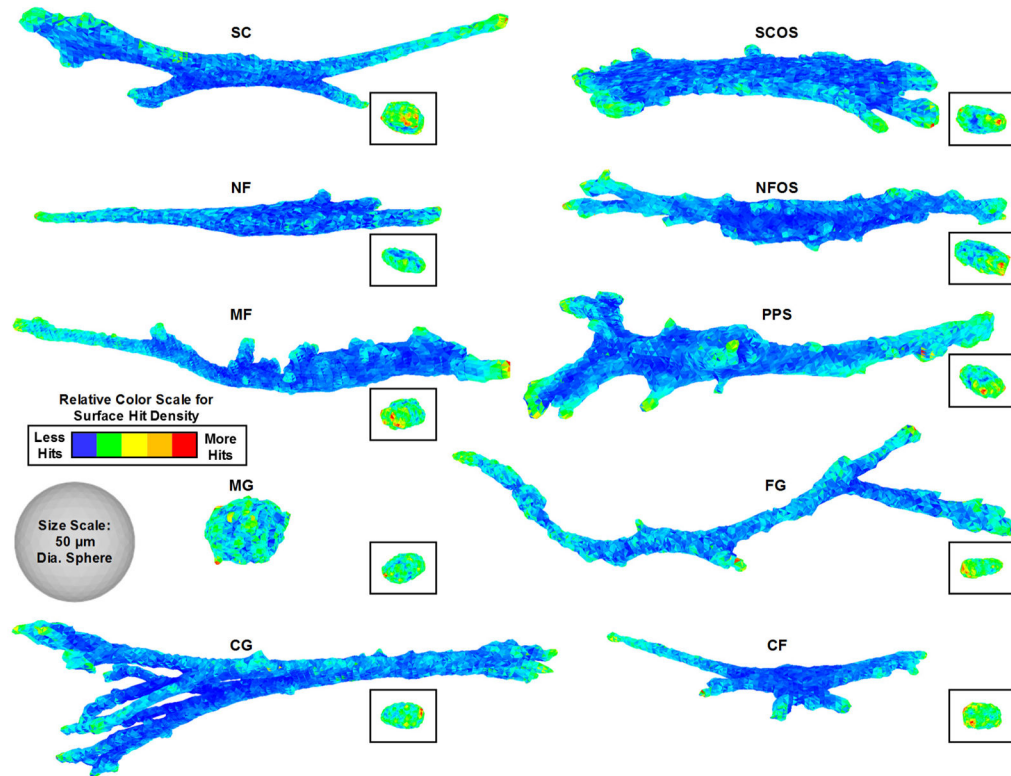 SC
SCOS
NF
NFOS
MF
PPS
Relative Color Scale for
Surface Hit Density
Less
Hits
More
Hits
MG
FG
Size Scale:
50 µm
Dia. Sphere
CG
CF